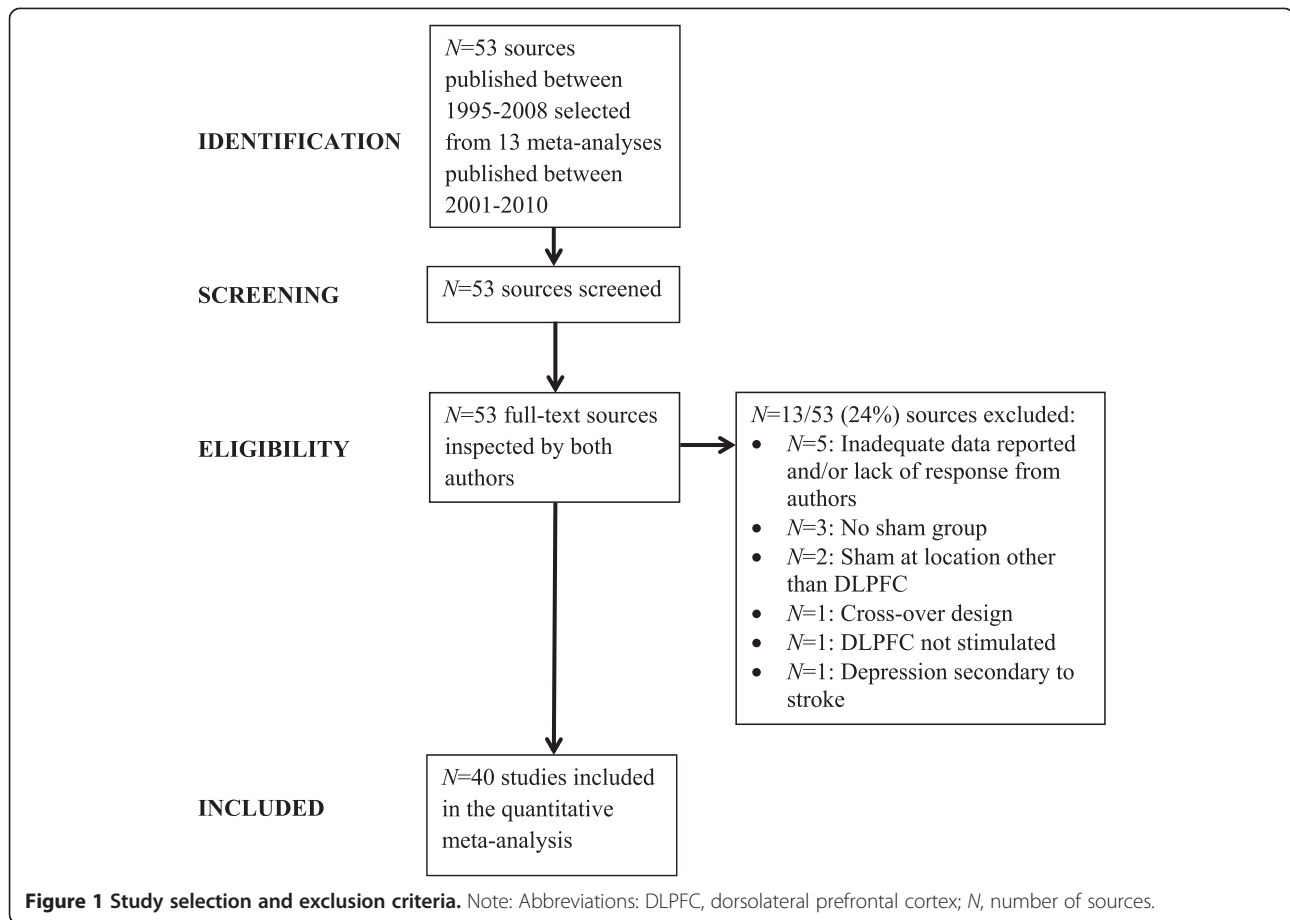 N=53 sources
published between
1995-2008 selected
from 13 meta-analyses
published between
2001-2010
IDENTIFICATION
SCREENING
N=53 sources screened
ELIGIBILITY
N=53 full-text sources
inspected by both
authors
N=13/53 (24%) sources excluded:
• N=5: Inadequate data reported
and/or lack of response from
authors
• N=3: No sham group
• N=2: Sham at location other
than DLPFC
• N=1: Cross-over design
• N=1: DLPFC not stimulated
• N=1: Depression secondary to
stroke
INCLUDED
N=40 studies included
in the quantitative
meta-analysis
Figure 1 Study selection and exclusion criteria. Note: Abbreviations: DLPFC, dorsolateral prefrontal cortex; N, number of sources.